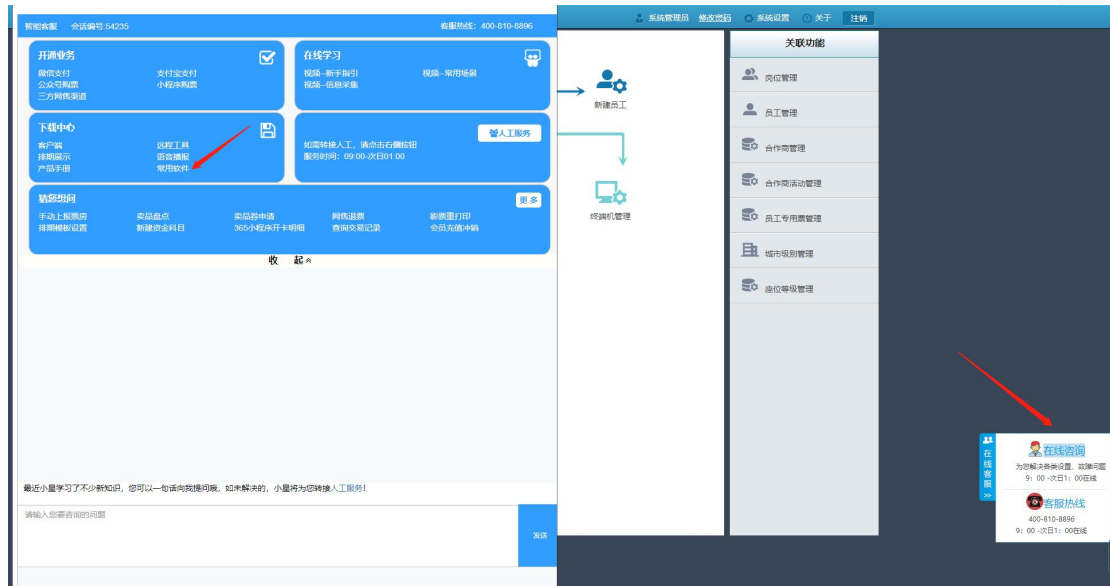 智能客服 会话编号:54235 客服热线：400-810-8896
系统管理员 修改密码 系统设置 关于 注销
开通业务
微信支付 支付宝支付
公众号购票 小程序购票
三方网售渠道
在线学习
视频--新手指引 视频--常用场景
视频--信息采集
下载中心
客户端 远程工具
排期展示 语音播报
产品手册 常用软件
如需转接人工，请点击右侧按钮
服务时间：09:00-次日01:00
人工服务
猜您想问 更 多
手动上报票房 卖品盘点 卖品券申请 网售退票 影票重打印
排期模板设置 新建资金科目 365小程序开卡明细 查询交易记录 会员充值冲销
收 起
最近小星学习了不少新知识，您可以一句话向我提问哦，如未解决的，小星将为您转接人工服务!
请输入您要咨询的问题
发送
新建员工
终端机管理
关联功能
岗位管理
员工管理
合作商管理
合作商活动管理
员工专用票管理
城市级别管理
座位等级管理
在线客服
>>
在线咨询
为您解决各类设置、故障问题
9：00 -次日1：00在线
客服热线
400-810-8896
9：00 -次日1：00在线